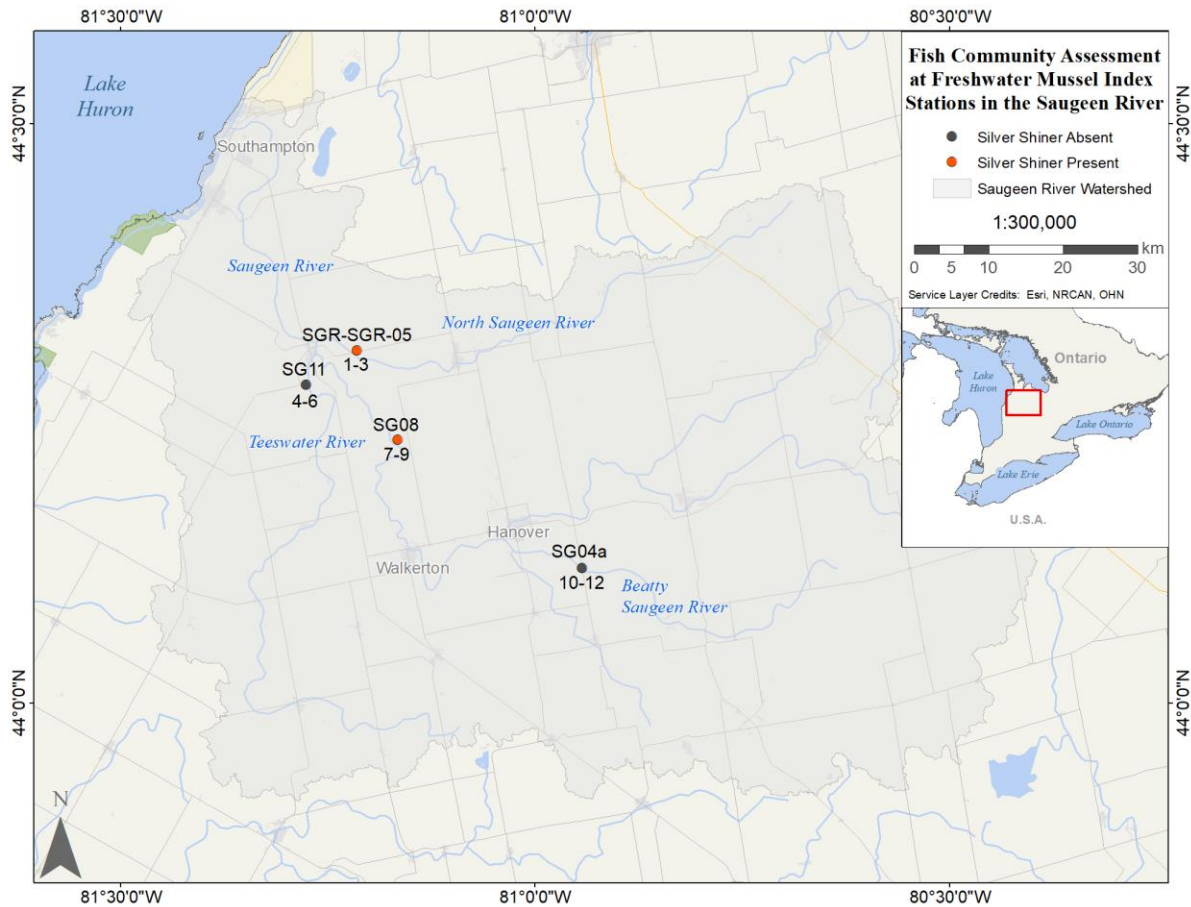 81°30'0"W
81°0'0"W
80°30'0"W
44°30'0"N
44°30'0"N
Lake
Huron
Southampton
Saugeen River
North Saugeen River
SGR-SGR-05
1-3
SG11
4-6
SG08
7-9
Teeswater River
Hanover
Walkerton
SG04a
10-12
Beatty
Saugeen River
44°0'0"N
44°0'0"N
N
81°30'0"W
81°0'0"W
80°30'0"W
Fish Community Assessment
at Freshwater Mussel Index
Stations in the Saugeen River
Silver Shiner Absent
Silver Shiner Present
Saugeen River Watershed
1:300,000
km
0 5 10 20 30
Service Layer Credits: Esri, NRCAN, OHN
Ontario
Lake
Huron
Lake Ontario
Lake Erie
U.S.A.